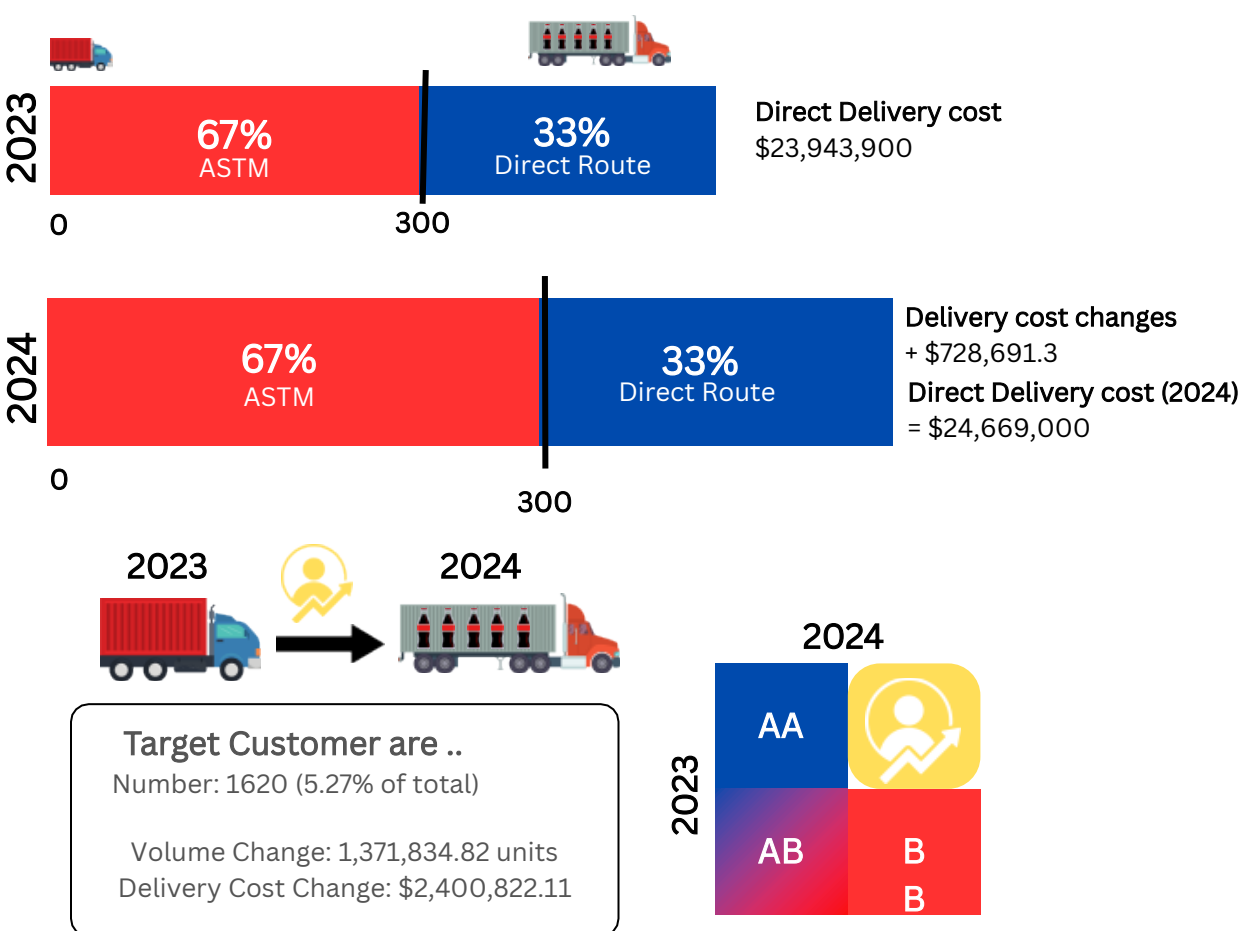 2023
67%
ASTM
33%
Direct Route
0
300
Direct Delivery cost
$23,943,900
2024
67%
ASTM
33%
Direct Route
0
300
Delivery cost changes
+ $728,691.3
Direct Delivery cost (2024)
= $24,669,000
2023
2024
Target Customer are ..
Number: 1620 (5.27% of total)
Volume Change: 1,371,834.82 units
Delivery Cost Change: $2,400,822.11
2024
2023
AA
AB
B
B